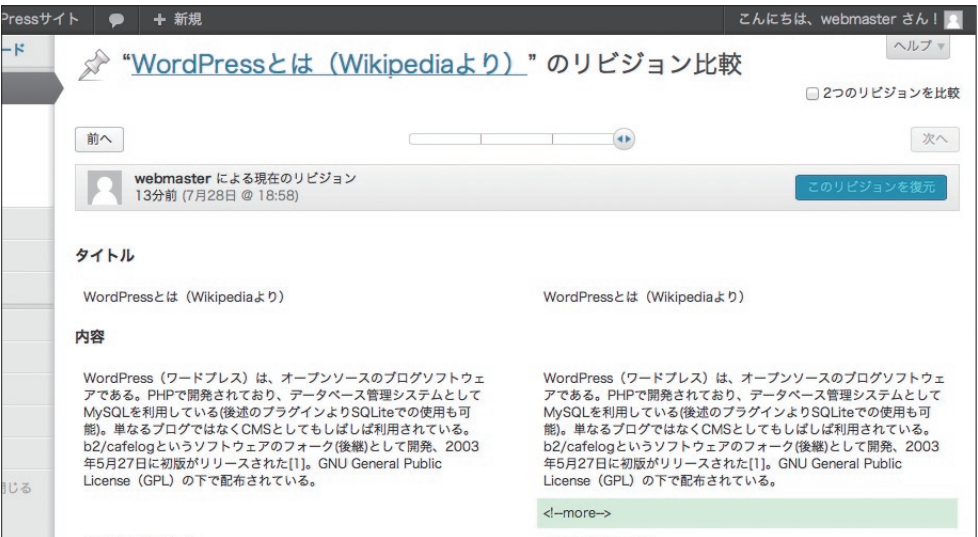 Pressサイト + 新規 こんにちは、webmaster さん!
ード
ヘルプ
“WordPressとは（Wikipediaより）” のリビジョン比較
2つのリビジョンを比較
前へ 次へ
webmaster による現在のリビジョン
13分前 (7月28日 @ 18:58)
このリビジョンを復元
タイトル
WordPressとは（Wikipediaより） WordPressとは（Wikipediaより）
内容
WordPress（ワードプレス）は、オープンソースのブログソフトウェ
アである。PHPで開発されており、データベース管理システムとして
MySQLを利用している(後述のプラグインよりSQLiteでの使用も可
能)。単なるブログではなくCMSとしてもしばしば利用されている。
b2/cafelogというソフトウェアのフォーク(後継)として開発、2003
年5月27日に初版がリリースされた[1]。GNU General Public
License（GPL）の下で配布されている。
WordPress（ワードプレス）は、オープンソースのブログソフトウェ
アである。PHPで開発されており、データベース管理システムとして
MySQLを利用している(後述のプラグインよりSQLiteでの使用も可
能)。単なるブログではなくCMSとしてもしばしば利用されている。
b2/cafelogというソフトウェアのフォーク(後継)として開発、2003
年5月27日に初版がリリースされた[1]。GNU General Public
License（GPL）の下で配布されている。
<!--more-->
じる